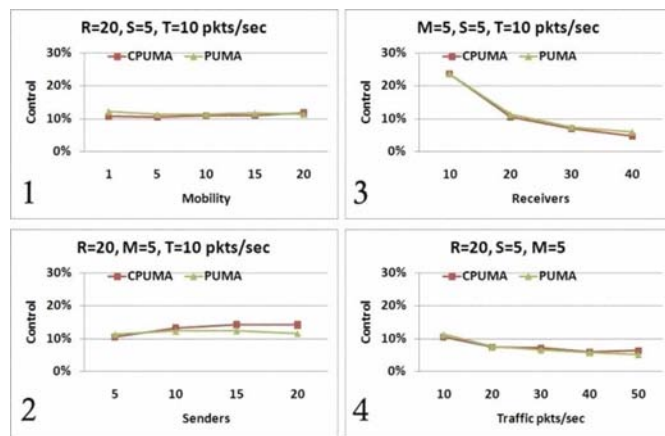 R=20, S=5, T=10 pkts/sec
30%
CPUMA PUMA
20%
10%
0%
Control
1 5 10 15 20
Mobility
1
M=5, S=5, T=10 pkts/sec
30%
CPUMA PUMA
20%
10%
0%
Control
10 20 30 40
Receivers
3
R=20, M=5, T=10 pkts/sec
30%
CPUMA PUMA
20%
10%
0%
Control
5 10 15 20
Senders
2
R=20, S=5, M=5
30%
CPUMA PUMA
20%
10%
0%
Control
10 20 30 40 50
Traffic pkts/sec
4